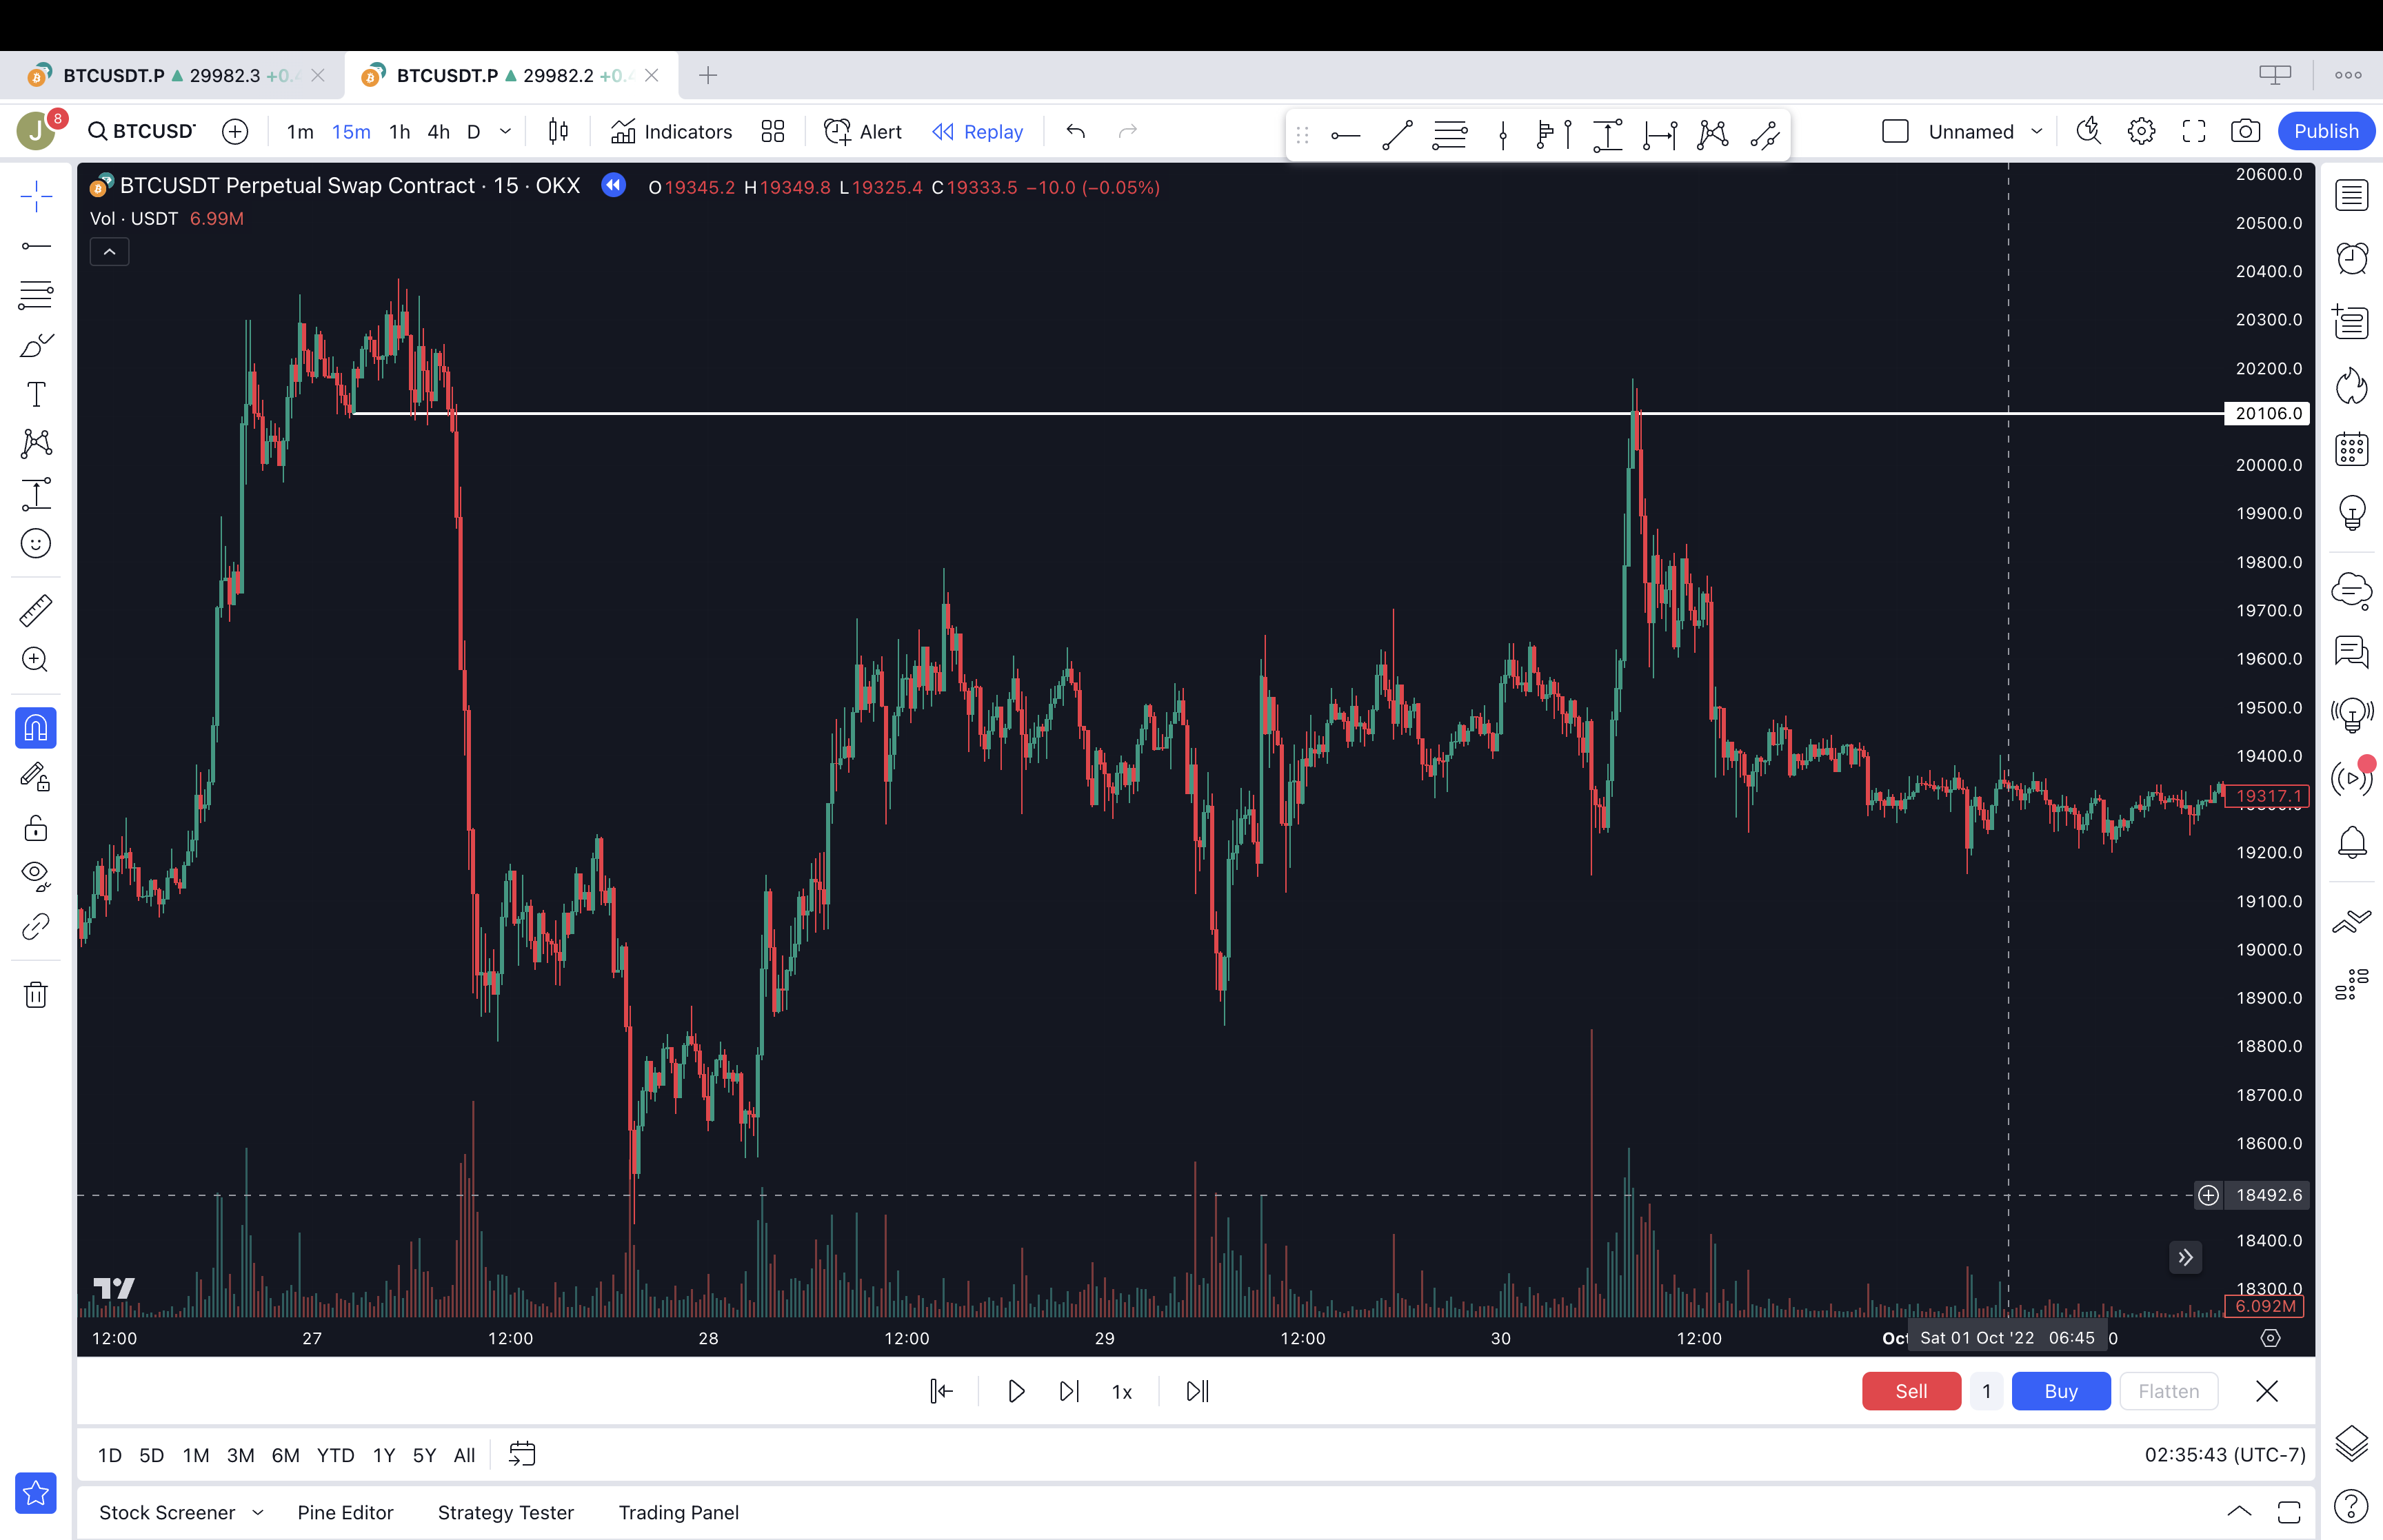 BTCUSDT.P ▲ 29982.3 +0.
BTCUSDT.P ▲ 29982.2 +0.
J 8 BTCUSD 1m 15m 1h 4h D Indicators Alert Replay Unnamed Publish
BTCUSDT Perpetual Swap Contract · 15 · OKX O19345.2 H19349.8 L19325.4 C19333.5 −10.0 (−0.05%)
Vol · USDT 6.99M
20600.0
20500.0
20400.0
20300.0
20200.0
20106.0
20000.0
19900.0
19800.0
19700.0
19600.0
19500.0
19400.0
19317.1
19200.0
19100.0
19000.0
18900.0
18800.0
18700.0
18600.0
18492.6
18400.0
18300.0
6.092M
12:00 27 12:00 28 12:00 29 12:00 30 12:00 Oct Sat 01 Oct '22 06:45
1x Sell 1 Buy Flatten
1D 5D 1M 3M 6M YTD 1Y 5Y All 02:35:43 (UTC-7)
Stock Screener Pine Editor Strategy Tester Trading Panel